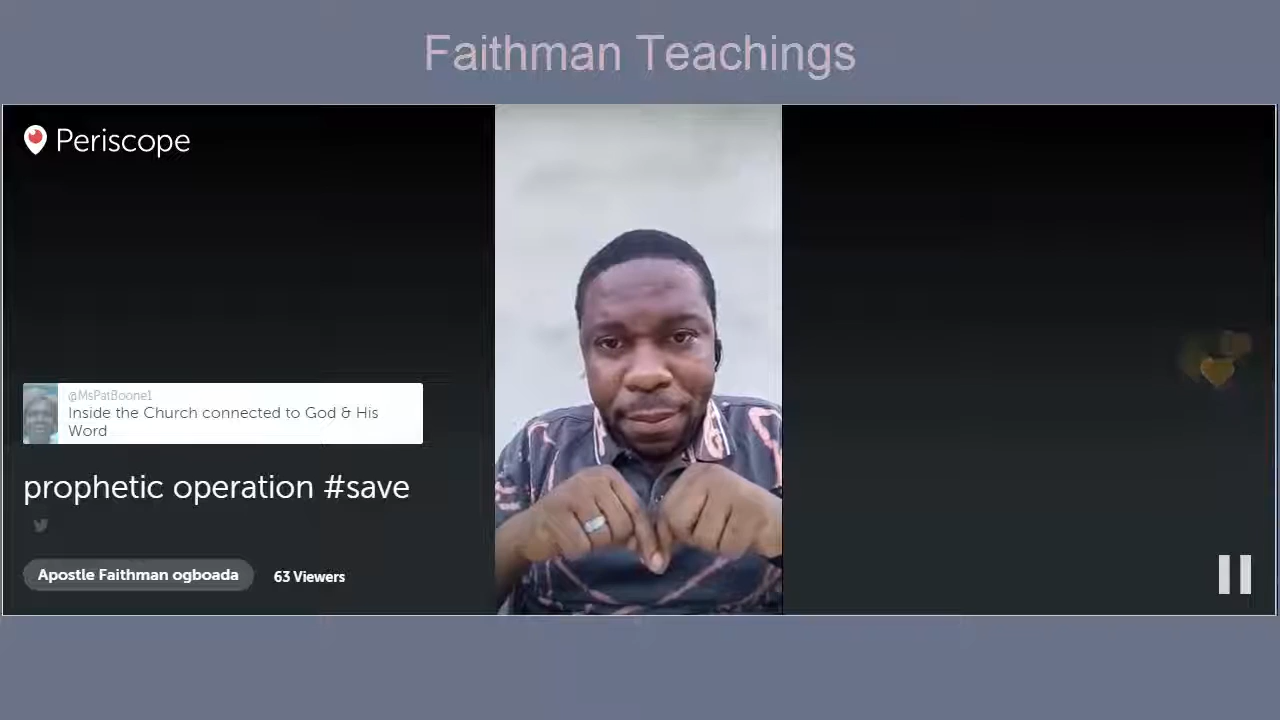 Faithman Teachings
Periscope
@MsPatBoone1
Inside the Church connected to God & His
Word
prophetic operation #save
Apostle Faithman ogboada
63 Viewers